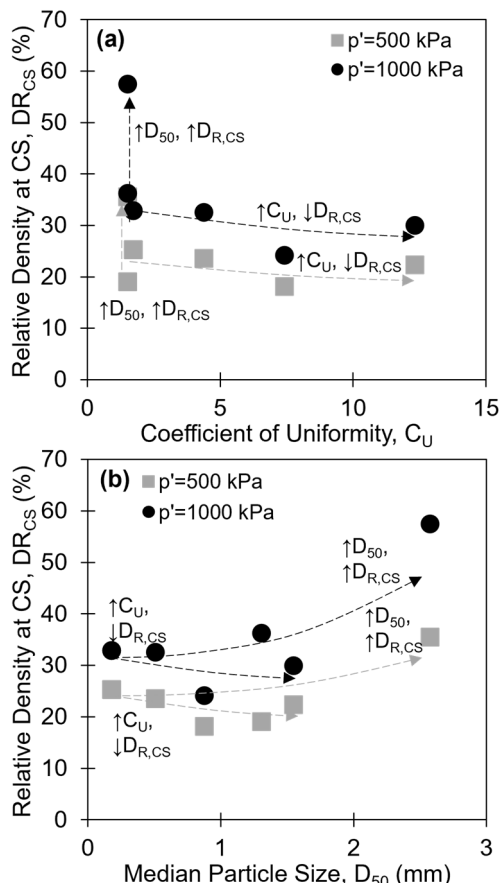 (a)
p'=500 kPa
p'=1000 kPa
Relative Density at CS, DR_CS (%)
70
60
50
40
30
20
10
0
↑D50, ↑DR,CS
↑CU, ↓DR,CS
↑CU, ↓DR,CS
↑D50, ↑DR,CS
0
5
10
15
Coefficient of Uniformity, CU
(b)
p'=500 kPa
p'=1000 kPa
Relative Density at CS, DR_CS (%)
70
60
50
40
30
20
10
0
↑D50,
↑DR,CS
↑D50,
↑DR,CS
↑CU,
↓DR,CS
↑CU,
↓DR,CS
0
1
2
3
Median Particle Size, D50 (mm)